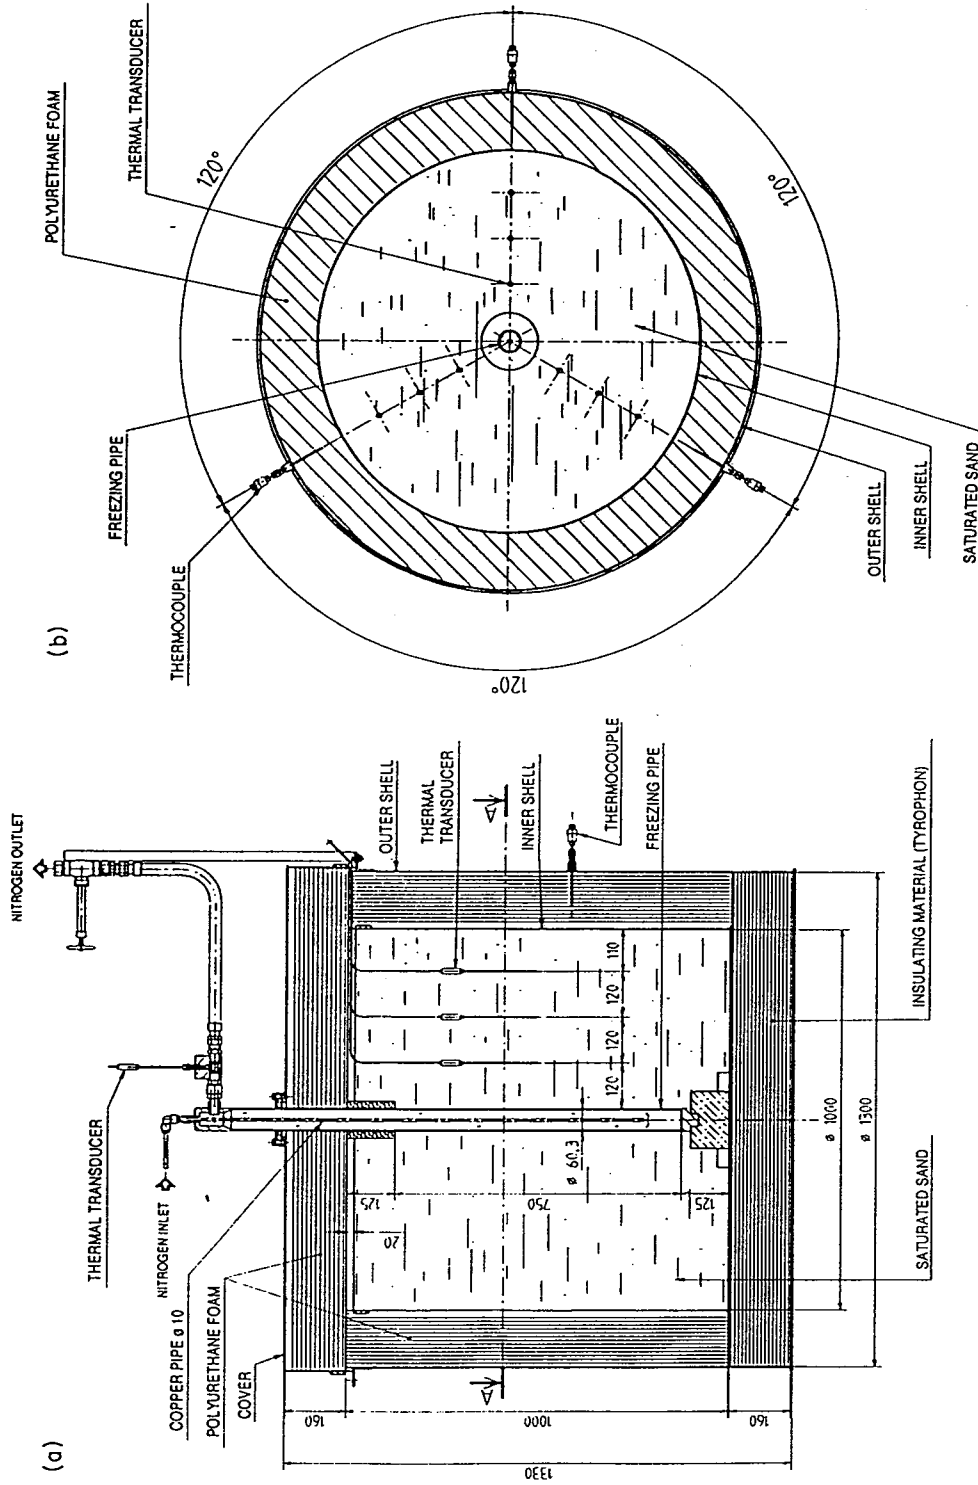 (a)
NITROGEN OUTLET
THERMAL TRANSDUCER
NITROGEN INLET
COPPER PIPE ø 10
POLYURETHANE FOAM
COVER
OUTER SHELL
THERMAL
TRANSDUCER
INNER SHELL
THERMOCOUPLE
FREEZING PIPE
INSULATING MATERIAL (TYROPHON)
SATURATED SAND
A
A
110
120
120
120
ø 60,3
125
750
125
20
ø 1000
ø 1300
160
1000
160
1330
(b)
POLYURETHANE FOAM
THERMAL TRANSDUCER
FREEZING PIPE
THERMOCOUPLE
120°
120°
120°
OUTER SHELL
INNER SHELL
SATURATED SAND